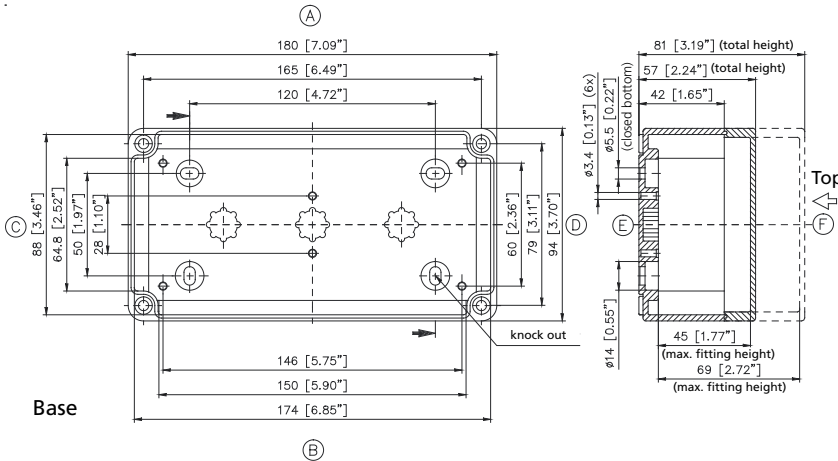 A
180 [7.09”]
165 [6.49”]
120 [4.72”]
C
88 [3.46”]
64.8 [2.52”]
50 [1.97”]
28 [1.10”]
60 [2.36”]
79 [3.11”]
94 [3.70”]
D
knock out
146 [5.75”]
150 [5.90”]
174 [6.85”]
Base
B
81 [3.19”] (total height)
57 [2.24”] (total height)
42 [1.65”]
ø3.4 [0.13”] (6x)
ø5.5 [0.22”]
(closed bottom)
Top
E
F
ø14 [0.55”]
45 [1.77”]
(max. fitting height)
69 [2.72”]
(max. fitting height)